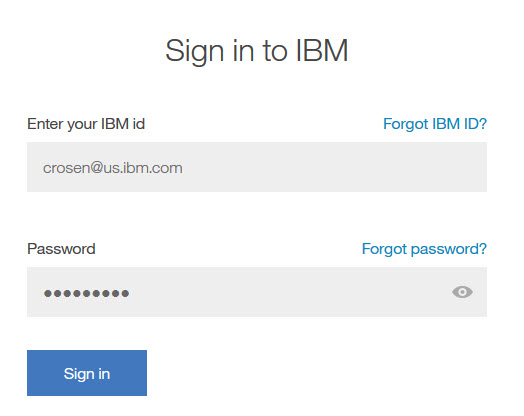 Sign in to IBM
Enter your IBM id Forgot IBM ID?
crosen@us.ibm.com
Password Forgot password?
●●●●●●●●●
Sign in